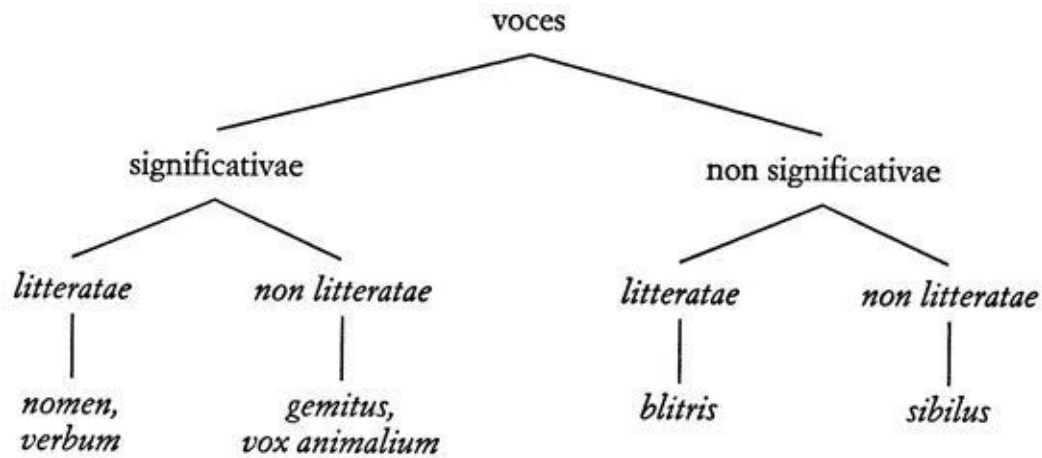 voces
significativae
non significativae
litteratae
non litteratae
litteratae
non litteratae
nomen,
verbum
gemitus,
vox animalium
blitris
sibilus